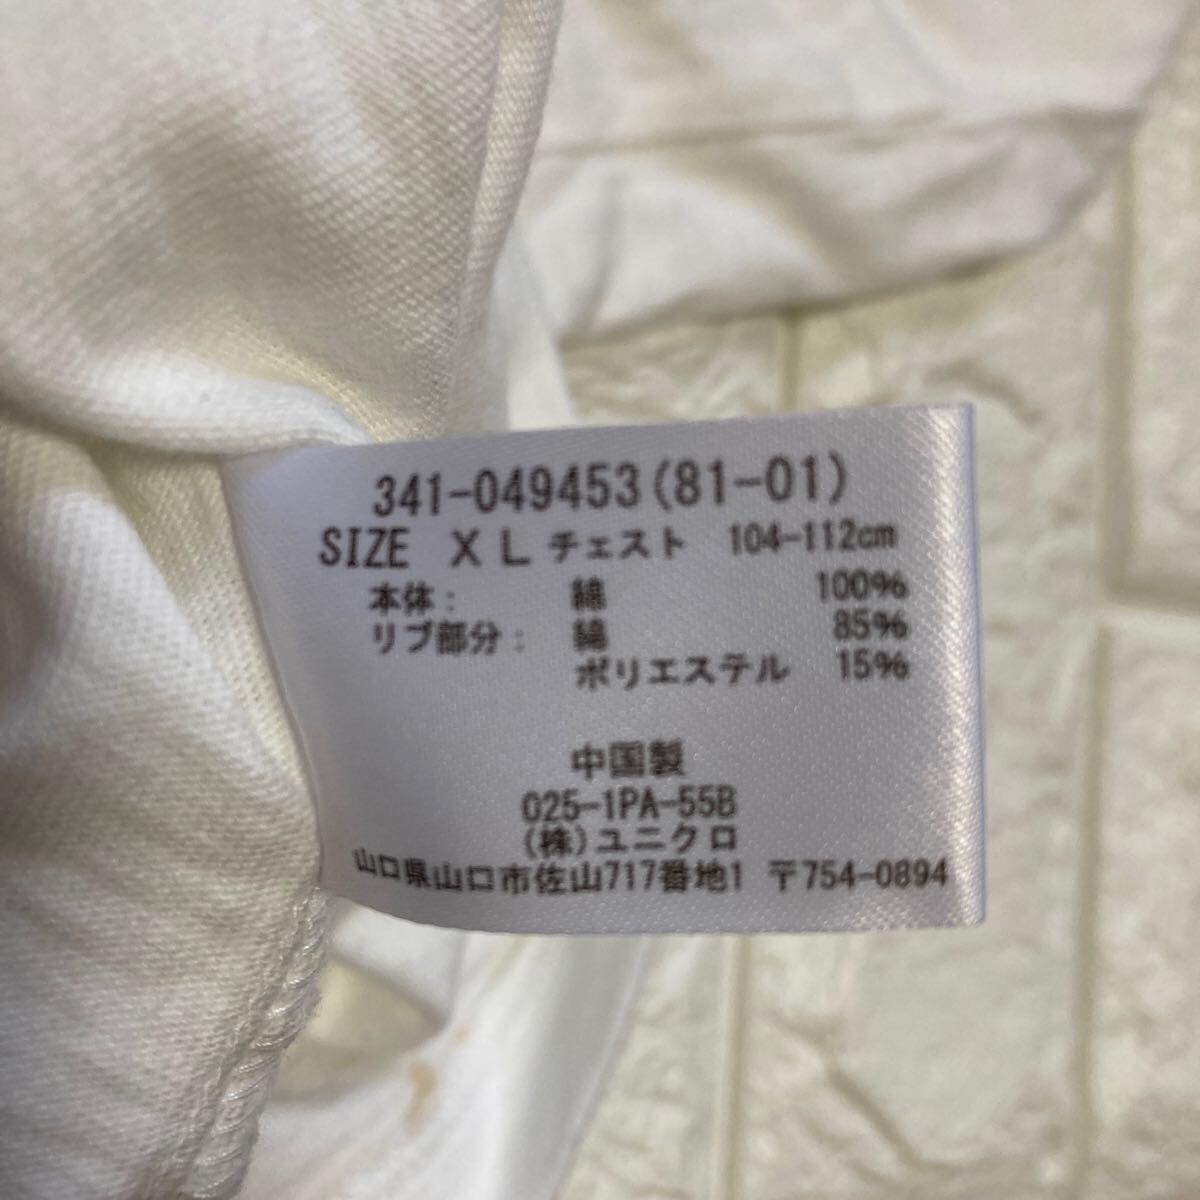 341-049453(81-01)
SIZE XL チェスト 104-112cm
本体: 綿 100%
リブ部分: 綿 85%
ポリエステル 15%
中国製
025-1PA-55B
(株)ユニクロ
山口県山口市佐山717番地1 〒754-0894